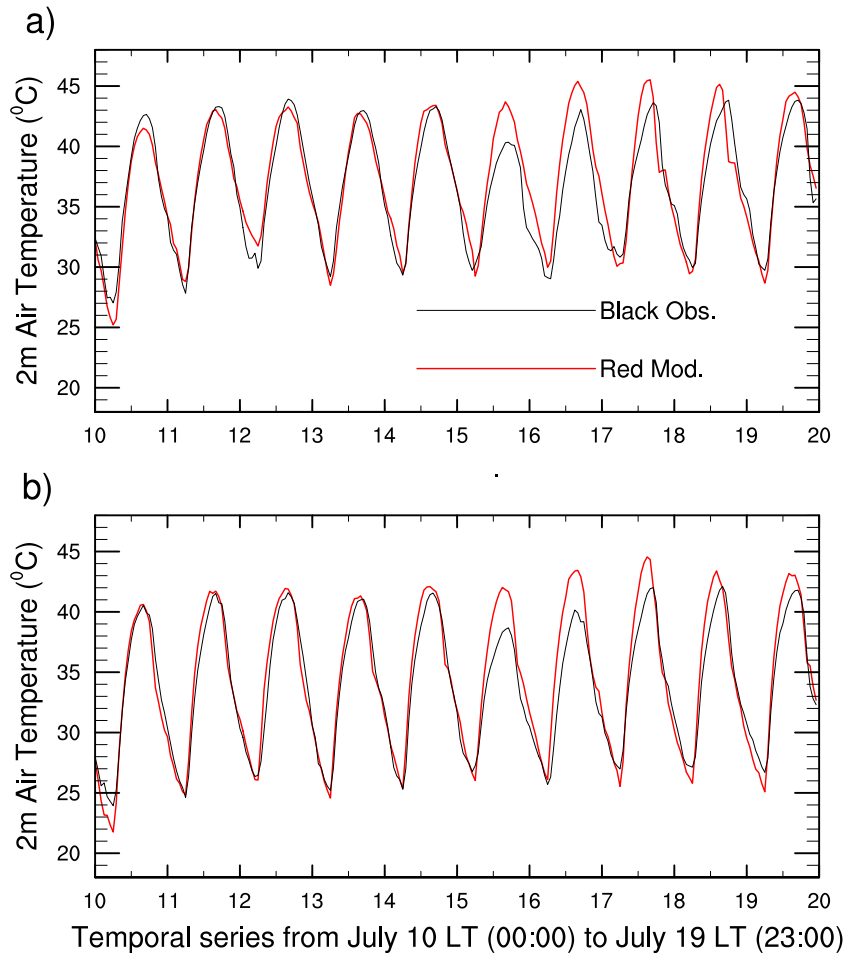 a)
2m Air Temperature (⁰C)
45
40
35
30
25
20
Black Obs.
Red Mod.
10 11 12 13 14 15 16 17 18 19 20
b)
2m Air Temperature (⁰C)
45
40
35
30
25
20
10 11 12 13 14 15 16 17 18 19 20
Temporal series from July 10 LT (00:00) to July 19 LT (23:00)